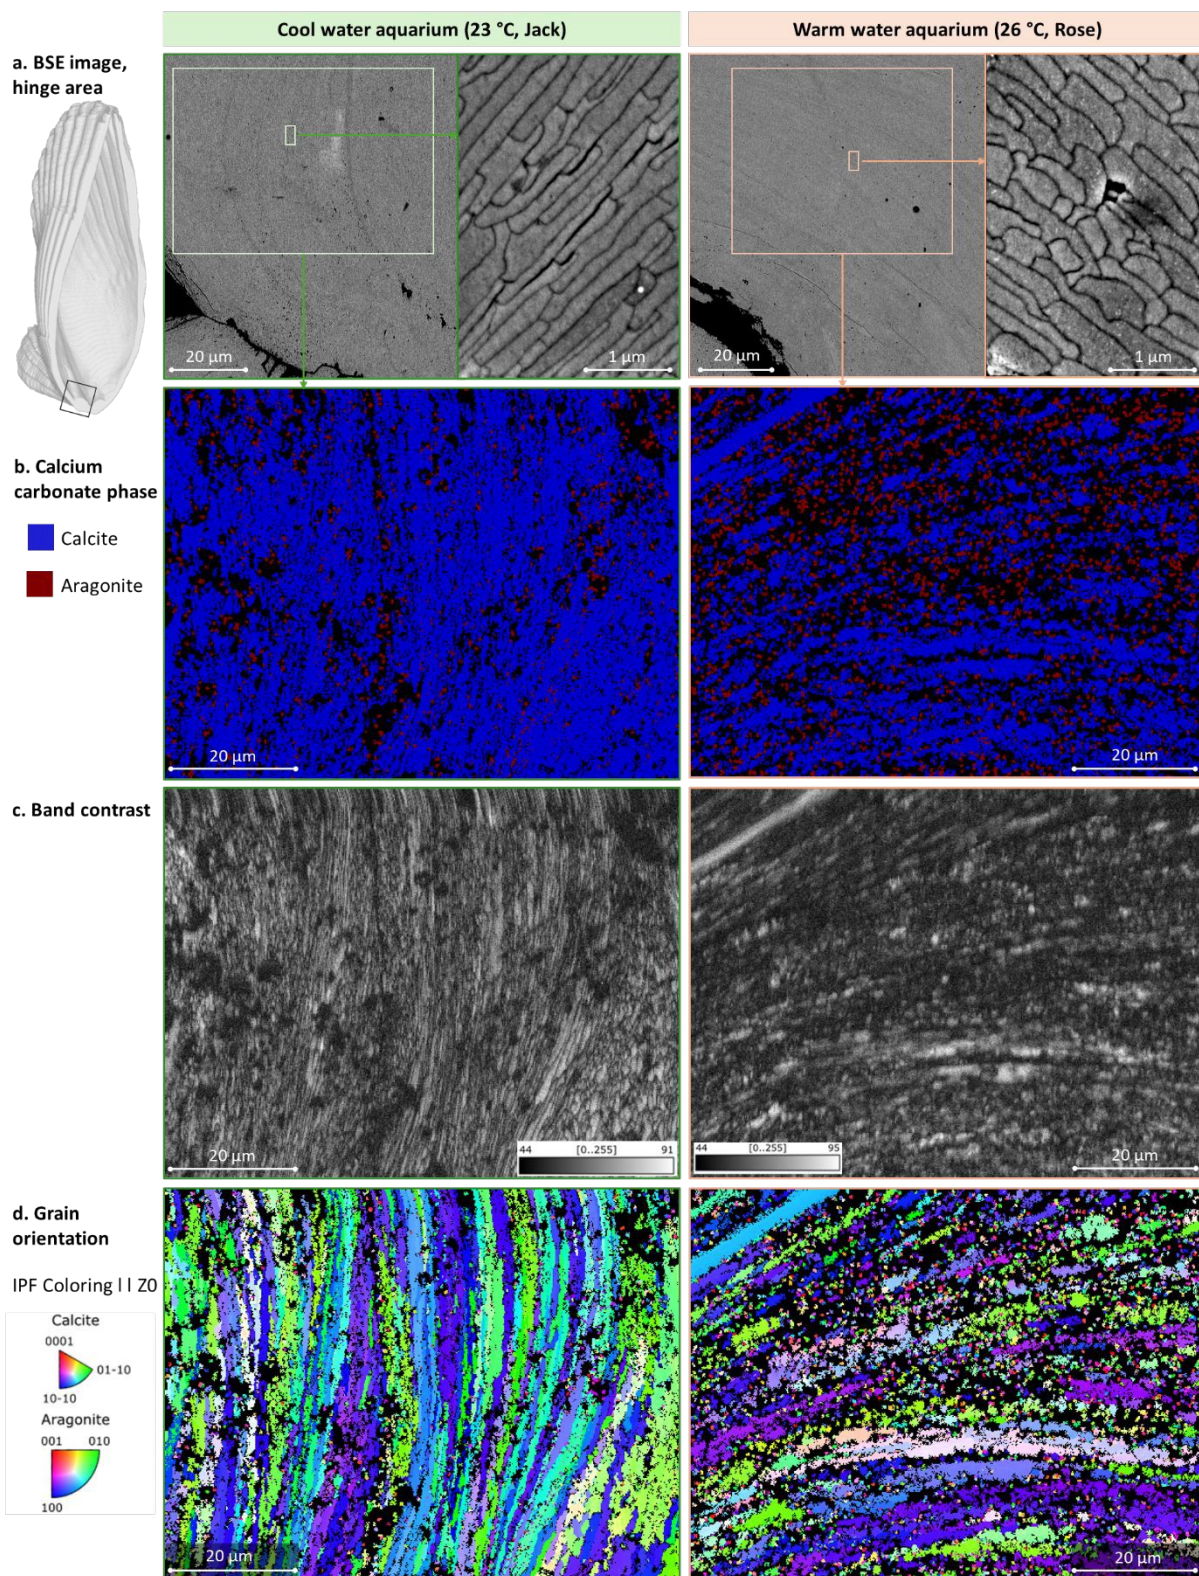 Cool water aquarium (23 °C, Jack)
Warm water aquarium (26 °C, Rose)
a. BSE image,
hinge area
20 µm
1 µm
20 µm
1 µm
b. Calcium
carbonate phase
Calcite
Aragonite
20 µm
20 µm
c. Band contrast
44 [0..255] 91
20 µm
44 [0..255] 95
20 µm
d. Grain
orientation
IPF Coloring l l Z0
Calcite
0001
01-10
10-10
Aragonite
001 010
100
20 µm
20 µm